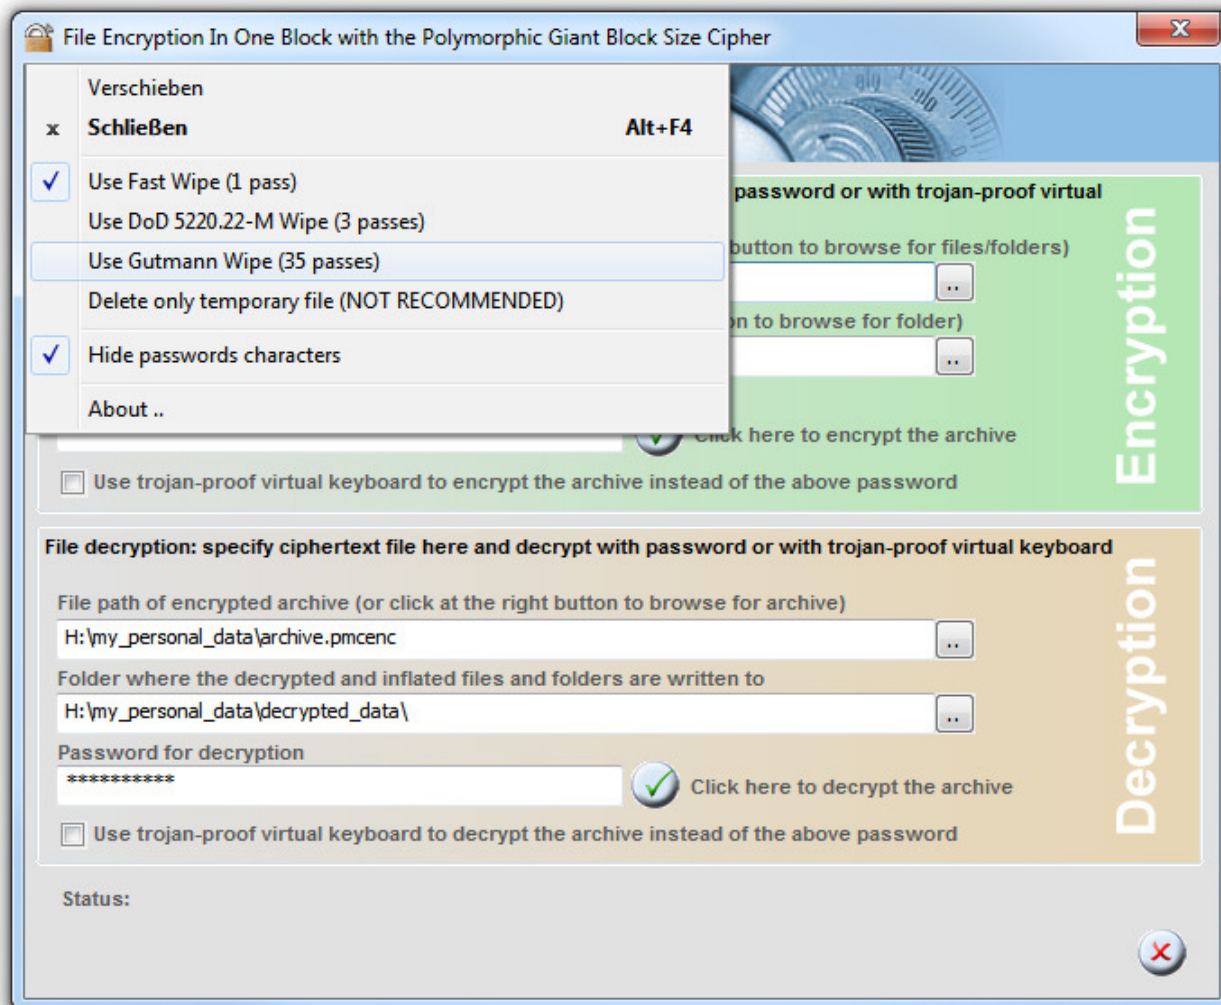 File Encryption In One Block with the Polymorphic Giant Block Size Cipher
x
Verschieben
x Schließen Alt+F4
Use Fast Wipe (1 pass)
Use DoD 5220.22-M Wipe (3 passes)
Use Gutmann Wipe (35 passes)
Delete only temporary file (NOT RECOMMENDED)
Hide passwords characters
About ..
password or with trojan-proof virtual
button to browse for files/folders)
..
to browse for folder)
..
Click here to encrypt the archive
Use trojan-proof virtual keyboard to encrypt the archive instead of the above password
Encryption
File decryption: specify ciphertext file here and decrypt with password or with trojan-proof virtual keyboard
File path of encrypted archive (or click at the right button to browse for archive)
H:\my_personal_data\archive.pmcenc
..
Folder where the decrypted and inflated files and folders are written to
H:\my_personal_data\decrypted_data\
..
Password for decryption
**********
Click here to decrypt the archive
Use trojan-proof virtual keyboard to decrypt the archive instead of the above password
Decryption
Status: